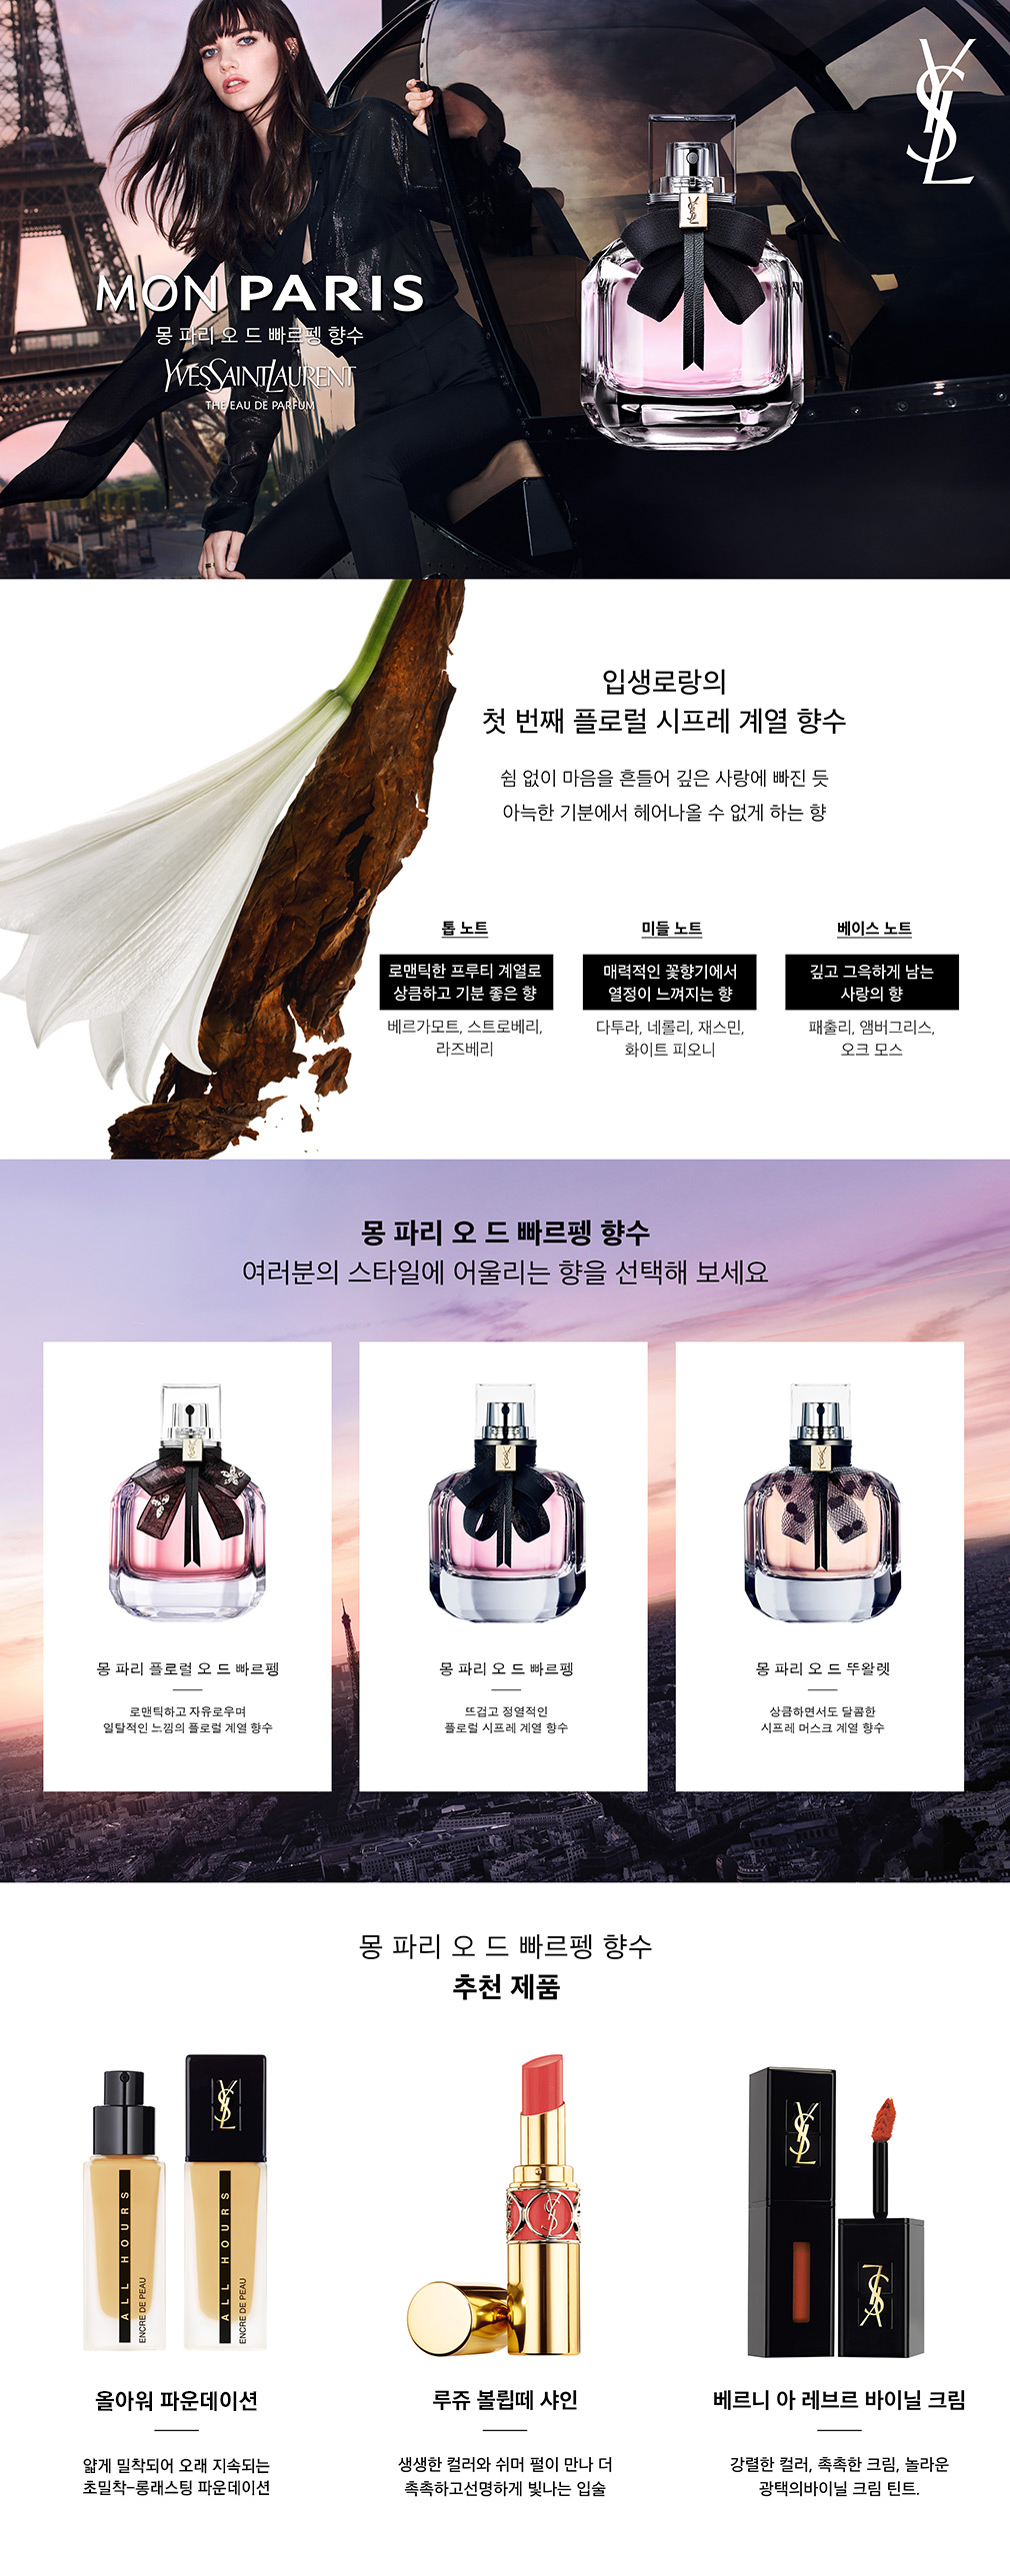 YSL
MON PARIS
몽 파리 오 드 빠르펭 향수
YVESSAINTLAURENT
THE EAU DE PARFUM
입생로랑의
첫 번째 플로럴 시프레 계열 향수
쉼 없이 마음을 흔들어 깊은 사랑에 빠진 듯
아늑한 기분에서 헤어나올 수 없게 하는 향
톱 노트
로맨틱한 프루티 계열로
상큼하고 기분 좋은 향
베르가모트, 스트로베리,
라즈베리
미들 노트
매력적인 꽃향기에서
열정이 느껴지는 향
다투라, 네롤리, 재스민,
화이트 피오니
베이스 노트
깊고 그윽하게 남는
사랑의 향
패출리, 앰버그리스,
오크 모스
몽 파리 오 드 빠르펭 향수
여러분의 스타일에 어울리는 향을 선택해 보세요
몽 파리 플로럴 오 드 빠르펭
로맨틱하고 자유로우며
일탈적인 느낌의 플로럴 계열 향수
몽 파리 오 드 빠르펭
뜨겁고 정열적인
플로럴 시프레 계열 향수
몽 파리 오 드 뚜왈렛
상큼하면서도 달콤한
시프레 머스크 계열 향수
몽 파리 오 드 빠르펭 향수
추천 제품
YSL
ALL HOURS
ENCRE DE PEAU
ALL HOURS
ENCRE DE PEAU
YSL
YSL
YSL
올아워 파운데이션
얇게 밀착되어 오래 지속되는
초밀착-롱래스팅 파운데이션
루쥬 볼륍떼 샤인
생생한 컬러와 쉬머 펄이 만나 더
촉촉하고선명하게 빛나는 입술
베르니 아 레브르 바이닐 크림
강렬한 컬러, 촉촉한 크림, 놀라운
광택의바이닐 크림 틴트.